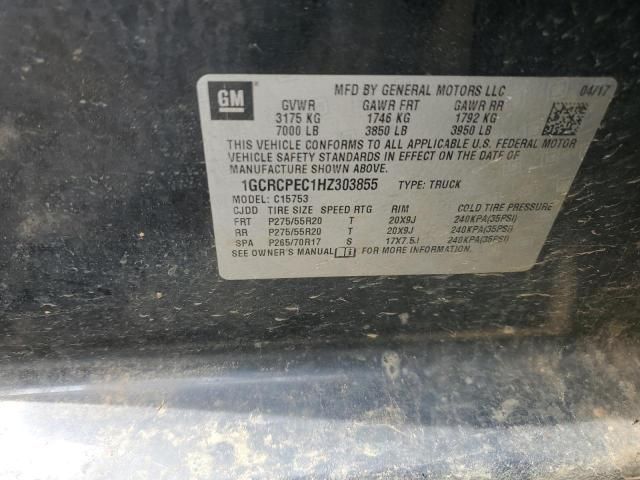 GM
MFD BY GENERAL MOTORS LLC 04/17
GVWR GAWR FRT GAWR RR
3175 KG 1746 KG 1792 KG
7000 LB 3850 LB 3950 LB
THIS VEHICLE CONFORMS TO ALL APPLICABLE U.S. FEDERAL MOTOR
VEHICLE SAFETY STANDARDS IN EFFECT ON THE DATE OF
MANUFACTURE SHOWN ABOVE.
1GCRCPEC1HZ303855 TYPE: TRUCK
MODEL: C15753
CJDD TIRE SIZE SPEED RTG RIM COLD TIRE PRESSURE
FRT P275/55R20 T 20X9J 240KPA(35PSI)
RR P275/55R20 T 20X9J 240KPA(35PSI)
SPA P265/70R17 S 17X7.5J 240KPA(35PSI)
SEE OWNER'S MANUAL FOR MORE INFORMATION.